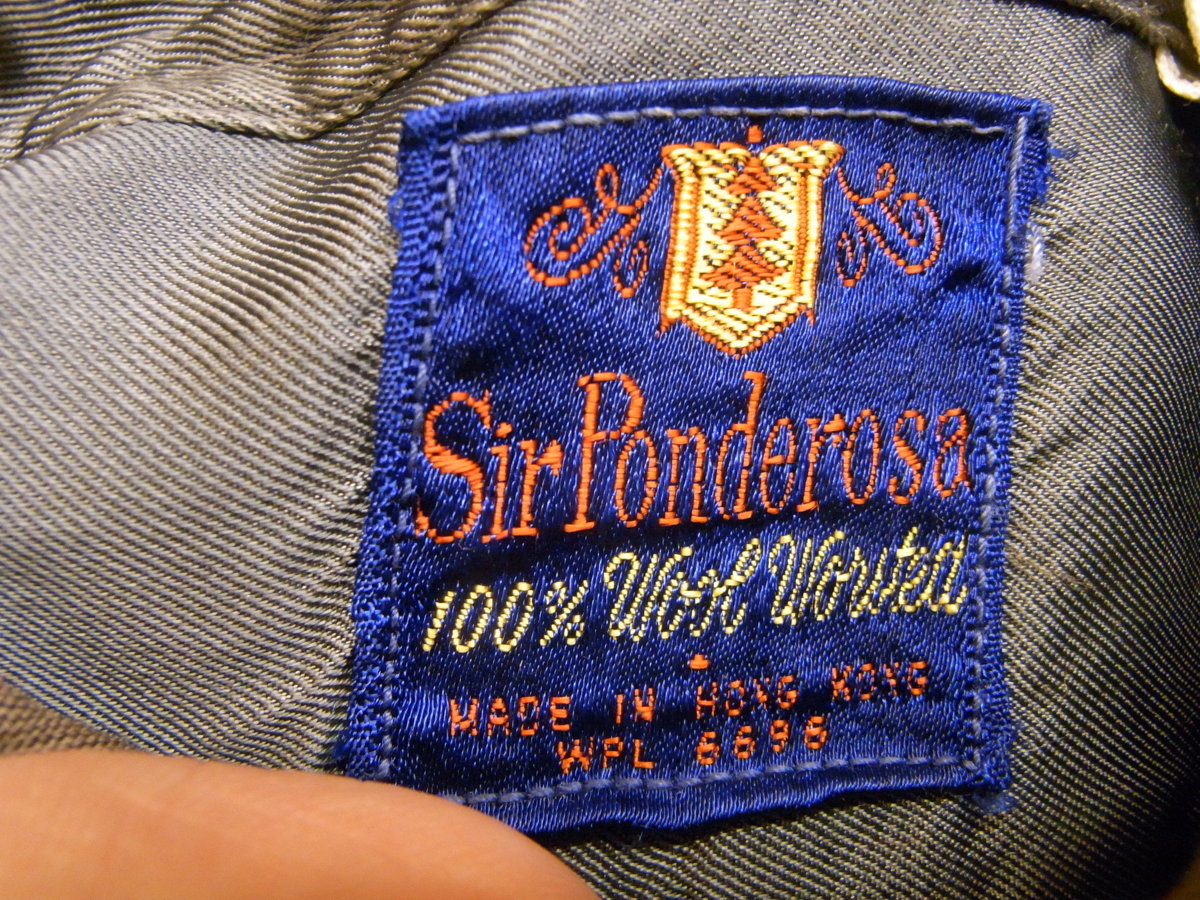 Sir Ponderosa
100% Wool Worsted
MADE IN HONG KONG
WPL 6696